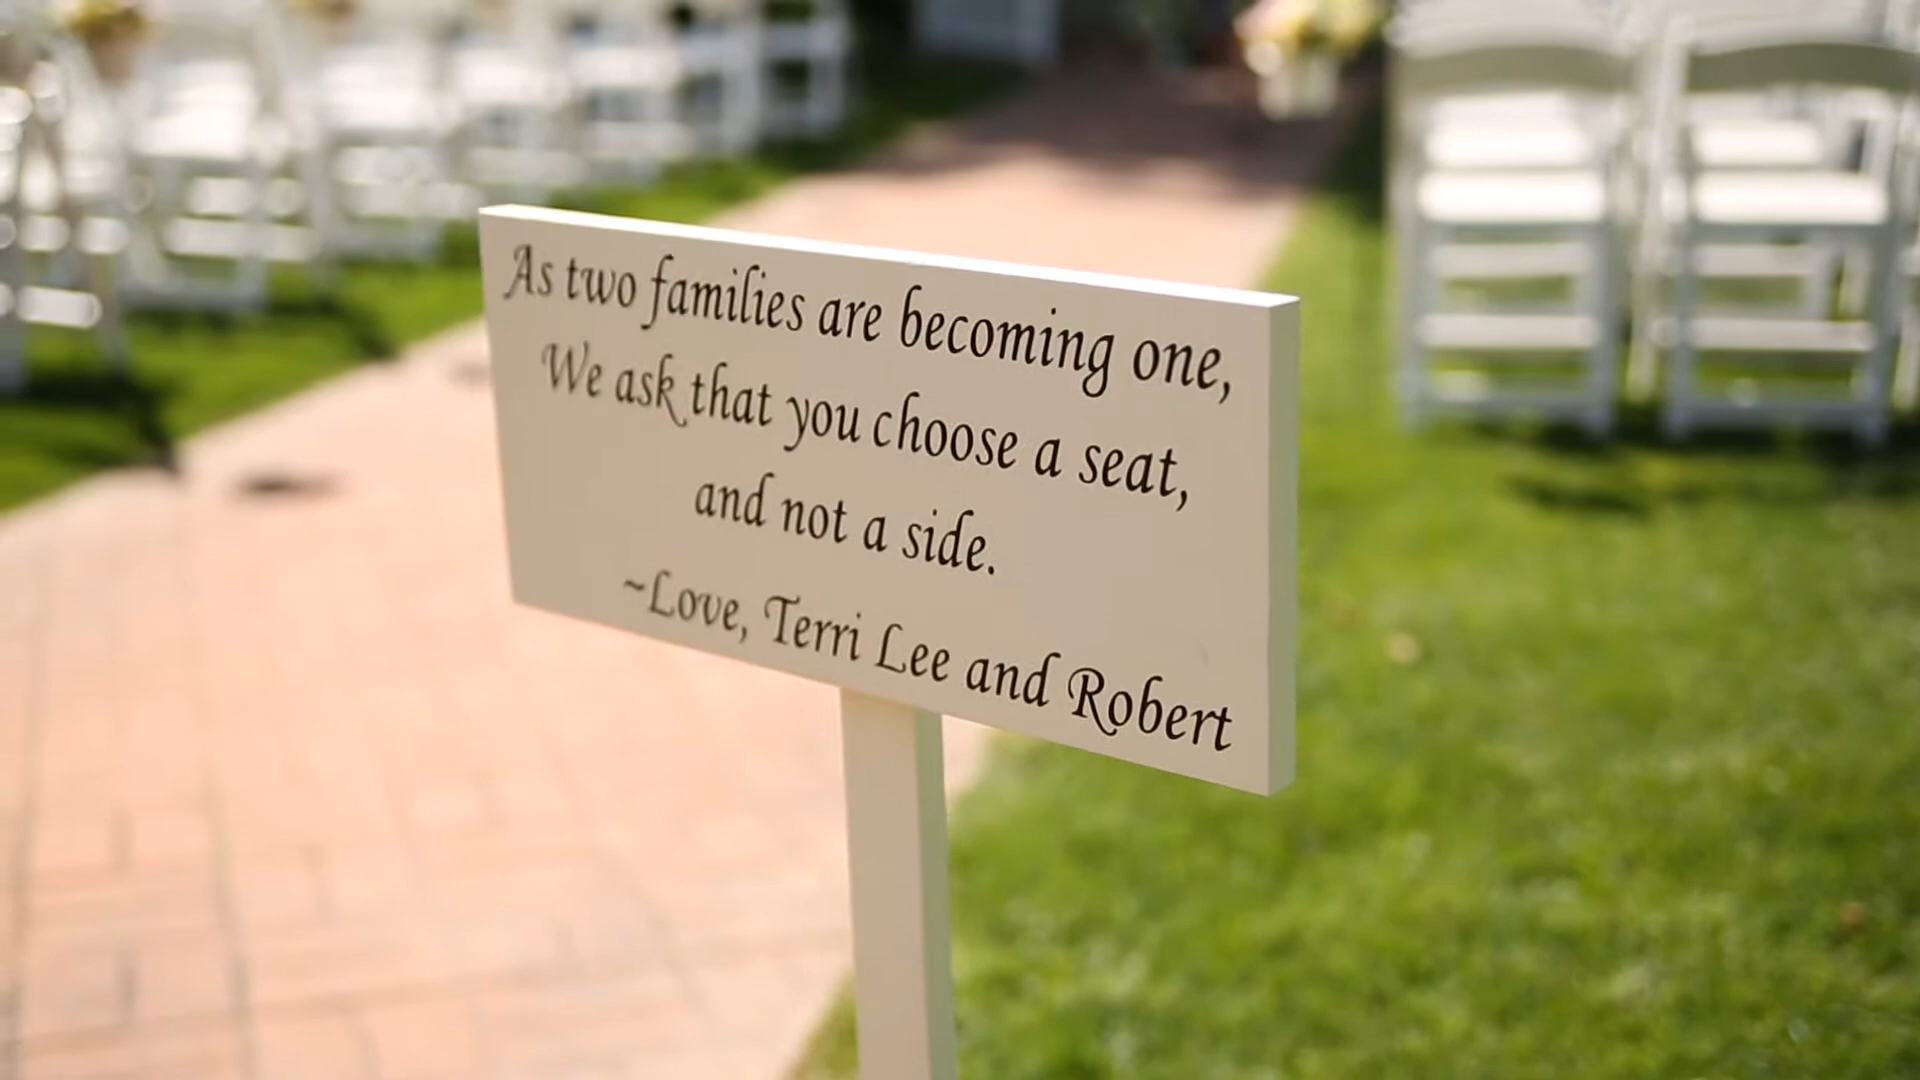 As two families are becoming one,
We ask that you choose a seat,
and not a side.
~Love, Terri Lee and Robert